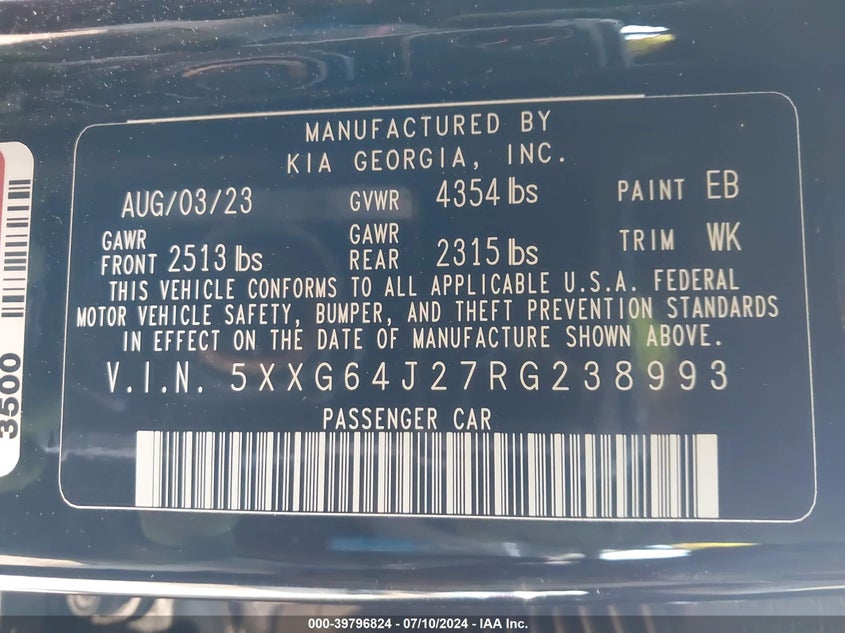 MANUFACTURED BY
KIA GEORGIA, INC.
AUG/03/23 GVWR 4354 lbs PAINT EB
GAWR FRONT 2513 lbs GAWR REAR 2315 lbs TRIM WK
THIS VEHICLE CONFORMS TO ALL APPLICABLE U.S.A. FEDERAL
MOTOR VEHICLE SAFETY, BUMPER, AND THEFT PREVENTION STANDARDS
IN EFFECT ON THE DATE OF MANUFACTURE SHOWN ABOVE.
V.I.N. 5XXG64J27RG238993
PASSENGER CAR
3500
000-39796824 / 07/10/2024 - IAA Inc.